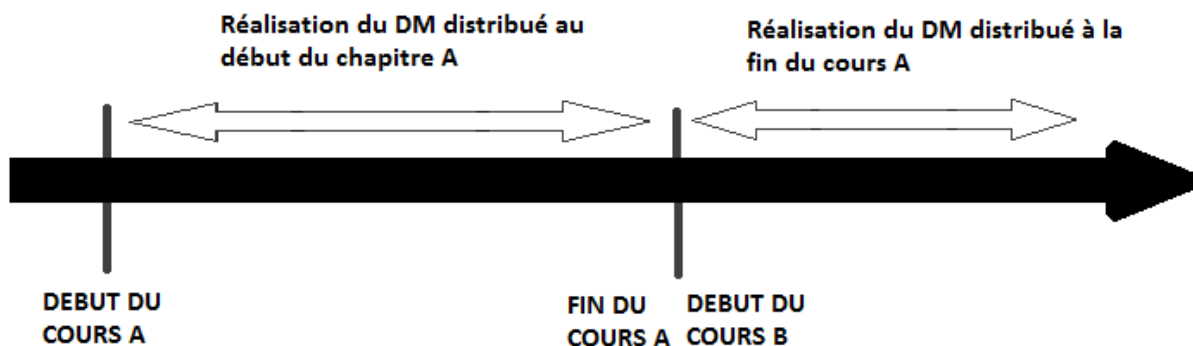 Réalisation du DM distribué au
début du chapitre A
Réalisation du DM distribué à la
fin du cours A
DEBUT DU
COURS A
FIN DU
COURS A
DEBUT DU
COURS B